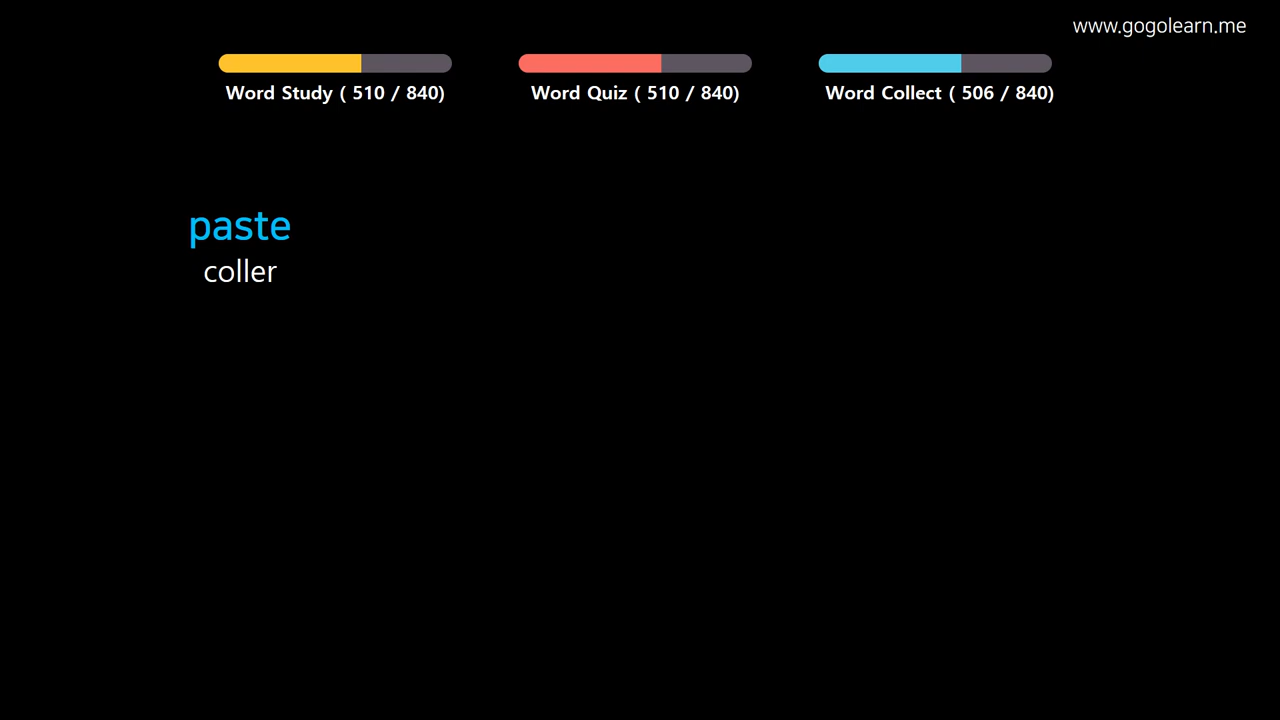 www.gogolearn.me
Word Study ( 510 / 840)
Word Quiz ( 510 / 840)
Word Collect ( 506 / 840)
paste
coller